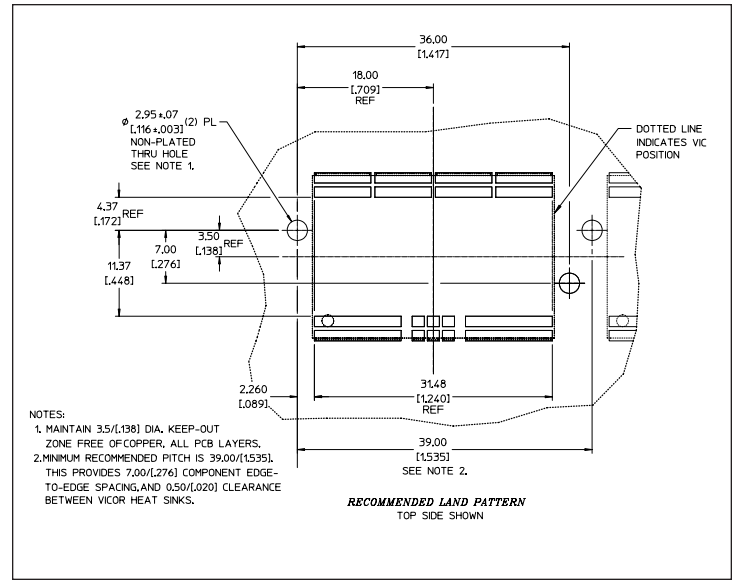 36.00
[1.417]
18.00
[.709]
REF
ø 2.95±.07 (2) PL
[.116±.003]
NON-PLATED
THRU HOLE
SEE NOTE 1.
DOTTED LINE
INDICATES VIC
POSITION
4.37
[.172] REF
3.50
[.138] REF
7.00
[.276]
11.37
[.448]
2.260
[.089]
31.48
[1.240]
REF
39.00
[1.535]
SEE NOTE 2.
NOTES:
1. MAINTAIN 3.5/[.138] DIA. KEEP-OUT
ZONE FREE OF COPPER, ALL PCB LAYERS.
2.MINIMUM RECOMMENDED PITCH IS 39.00/[1.535].
THIS PROVIDES 7.00/[.276] COMPONENT EDGE-
TO-EDGE SPACING,AND 0.50/[.020] CLEARANCE
BETWEEN VICOR HEAT SINKS.
RECOMMENDED LAND PATTERN
TOP SIDE SHOWN